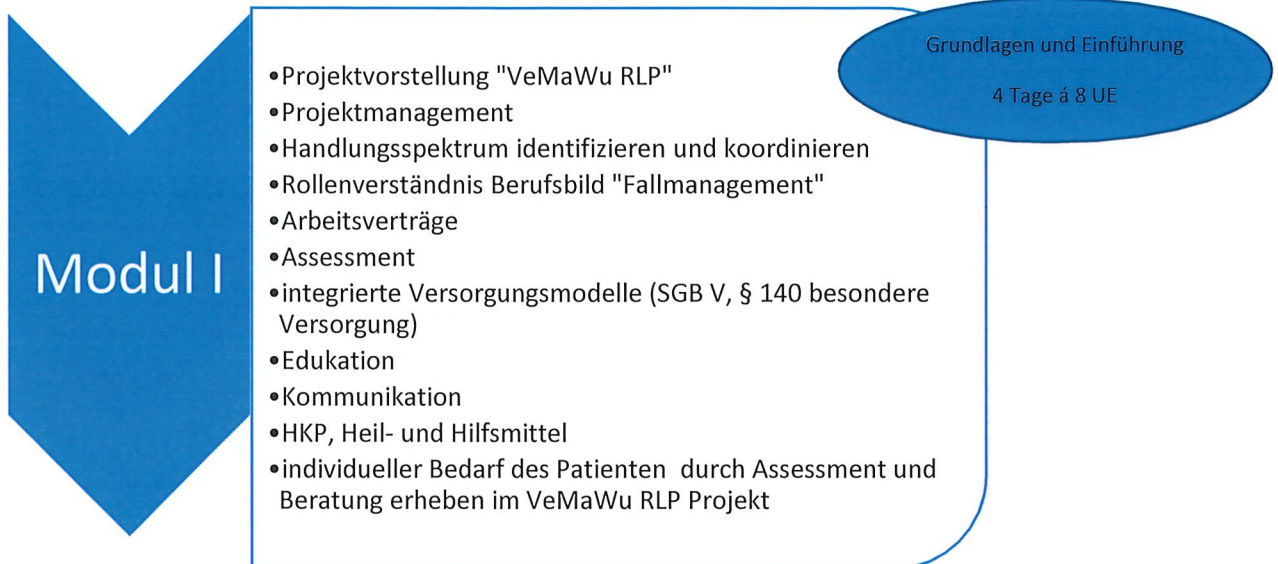 Modul I
•Projektvorstellung "VeMaWu RLP"
•Projektmanagement
•Handlungsspektrum identifizieren und koordinieren
•Rollenverständnis Berufsbild "Fallmanagement"
•Arbeitsverträge
•Assessment
•integrierte Versorgungsmodelle (SGB V, § 140 besondere
Versorgung)
•Edukation
•Kommunikation
•HKP, Heil- und Hilfsmittel
•individueller Bedarf des Patienten  durch Assessment und
Beratung erheben im VeMaWu RLP Projekt
Grundlagen und Einführung
4 Tage á 8 UE